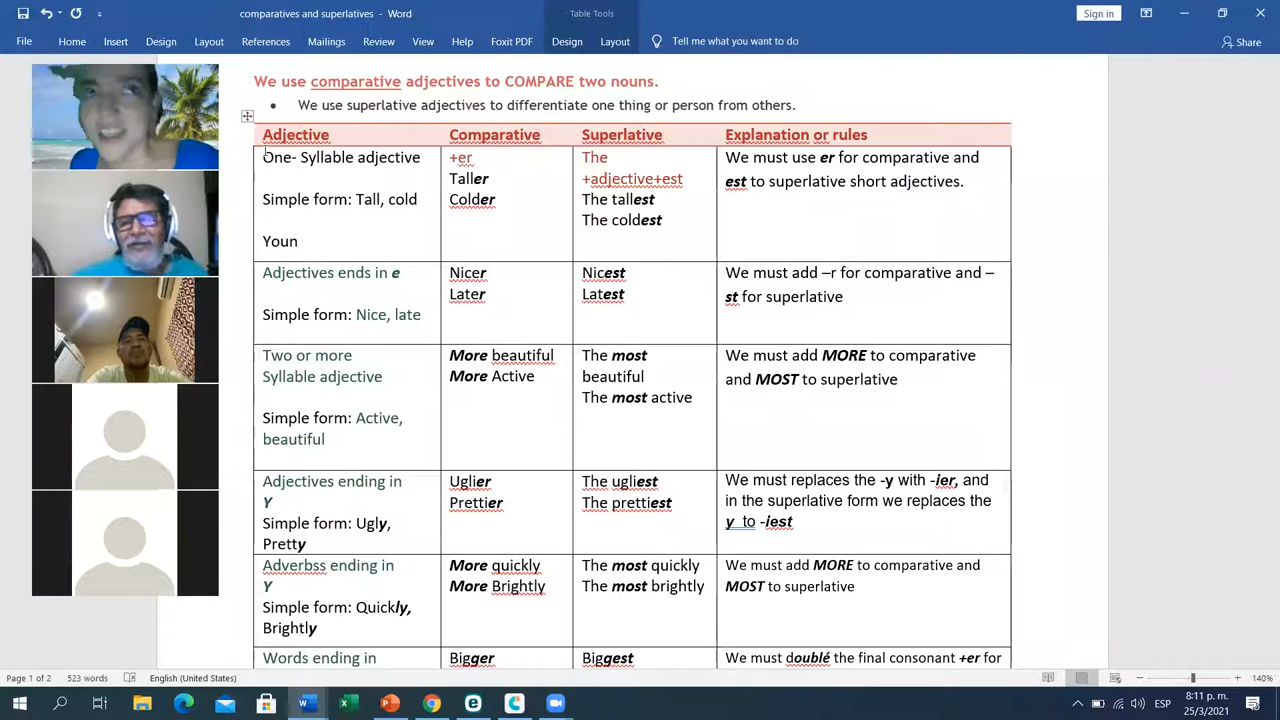 comparatives and superlatives - Word
Table Tools
Sign in
File Home Insert Draw Design Layout References Mailings Review View Help Foxit PDF Design Layout Tell me what you want to do Share
We use comparative adjectives to COMPARE two nouns.
• We use superlative adjectives to differentiate one thing or person from others.
Adjective Comparative Superlative Explanation or rules
One- Syllable adjective
Simple form: Tall, cold
Youn
+er
Taller
Colder
The
+adjective+est
The tallest
The coldest
We must use er for comparative and
est to superlative short adjectives.
Adjectives ends in e
Simple form: Nice, late
Nicer
Later
Nicest
Latest
We must add –r for comparative and –
st for superlative
Two or more
Syllable adjective
Simple form: Active,
beautiful
More beautiful
More Active
The most
beautiful
The most active
We must add MORE to comparative
and MOST to superlative
Adjectives ending in
Y
Simple form: Ugly,
Pretty
Uglier
Prettier
The ugliest
The prettiest
We must replaces the -y with -ier, and
in the superlative form we replaces the
y to -iest
Adverbss ending in
Y
Simple form: Quickly,
Brightly
More quickly
More Brightly
The most quickly
The most brightly
We must add MORE to comparative and
MOST to superlative
Words ending in
Bigger
Biggest
We must doublé the final consonant +er for
Page 1 of 2 523 words English (United States) 140%
ESP
8:11 p. m.
25/3/2021